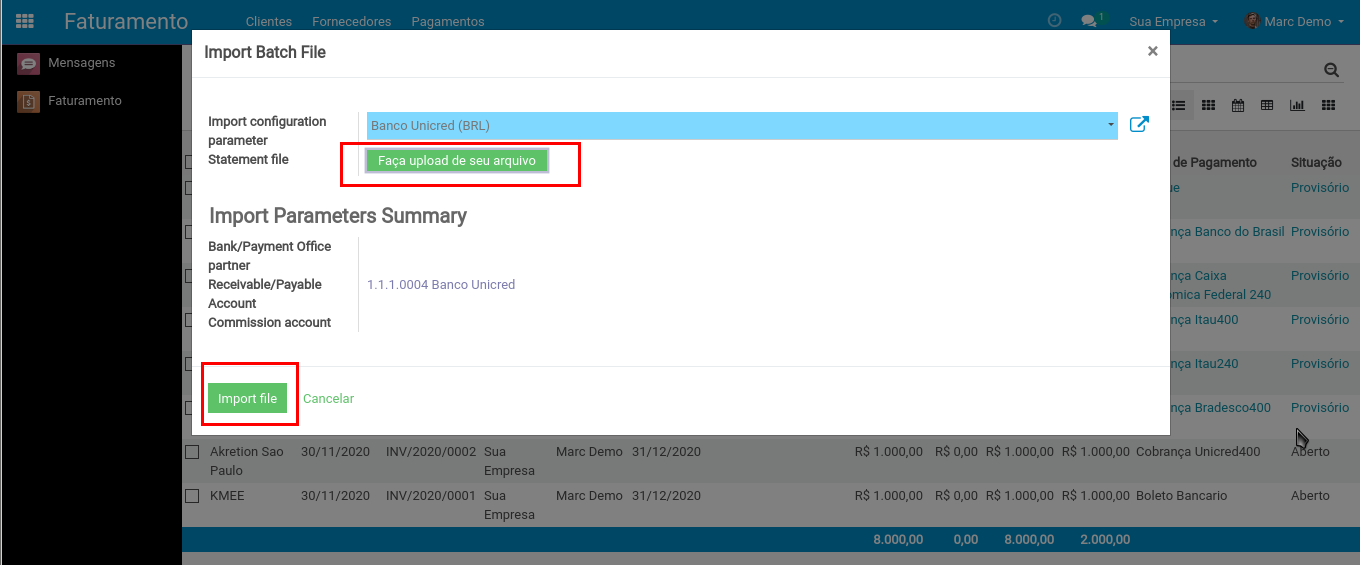 Faturamento Clientes Fornecedores Pagamentos 1 Sua Empresa Marc Demo
Mensagens
Faturamento
Import Batch File ×
Import configuration
parameter
Banco Unicred (BRL)
Statement file
Faça upload de seu arquivo
Import Parameters Summary
Bank/Payment Office
partner
Receivable/Payable
Account
1.1.1.0004 Banco Unicred
Commission account
Import file Cancelar
de Pagamento Situação
ue Provisório
nça Banco do Brasil Provisório
nça Caixa Provisório
mica Federal 240
nça Itau400 Provisório
nça Itau240 Provisório
nça Bradesco400 Provisório
Akretion Sao 30/11/2020 INV/2020/0002 Sua Marc Demo 31/12/2020 R$ 1.000,00 R$ 0,00 R$ 1.000,00 R$ 1.000,00 Cobrança Unicred400 Aberto
Paulo Empresa
KMEE 30/11/2020 INV/2020/0001 Sua Marc Demo 31/12/2020 R$ 1.000,00 R$ 0,00 R$ 1.000,00 R$ 1.000,00 Boleto Bancario Aberto
Empresa
8.000,00 0,00 8.000,00 2.000,00